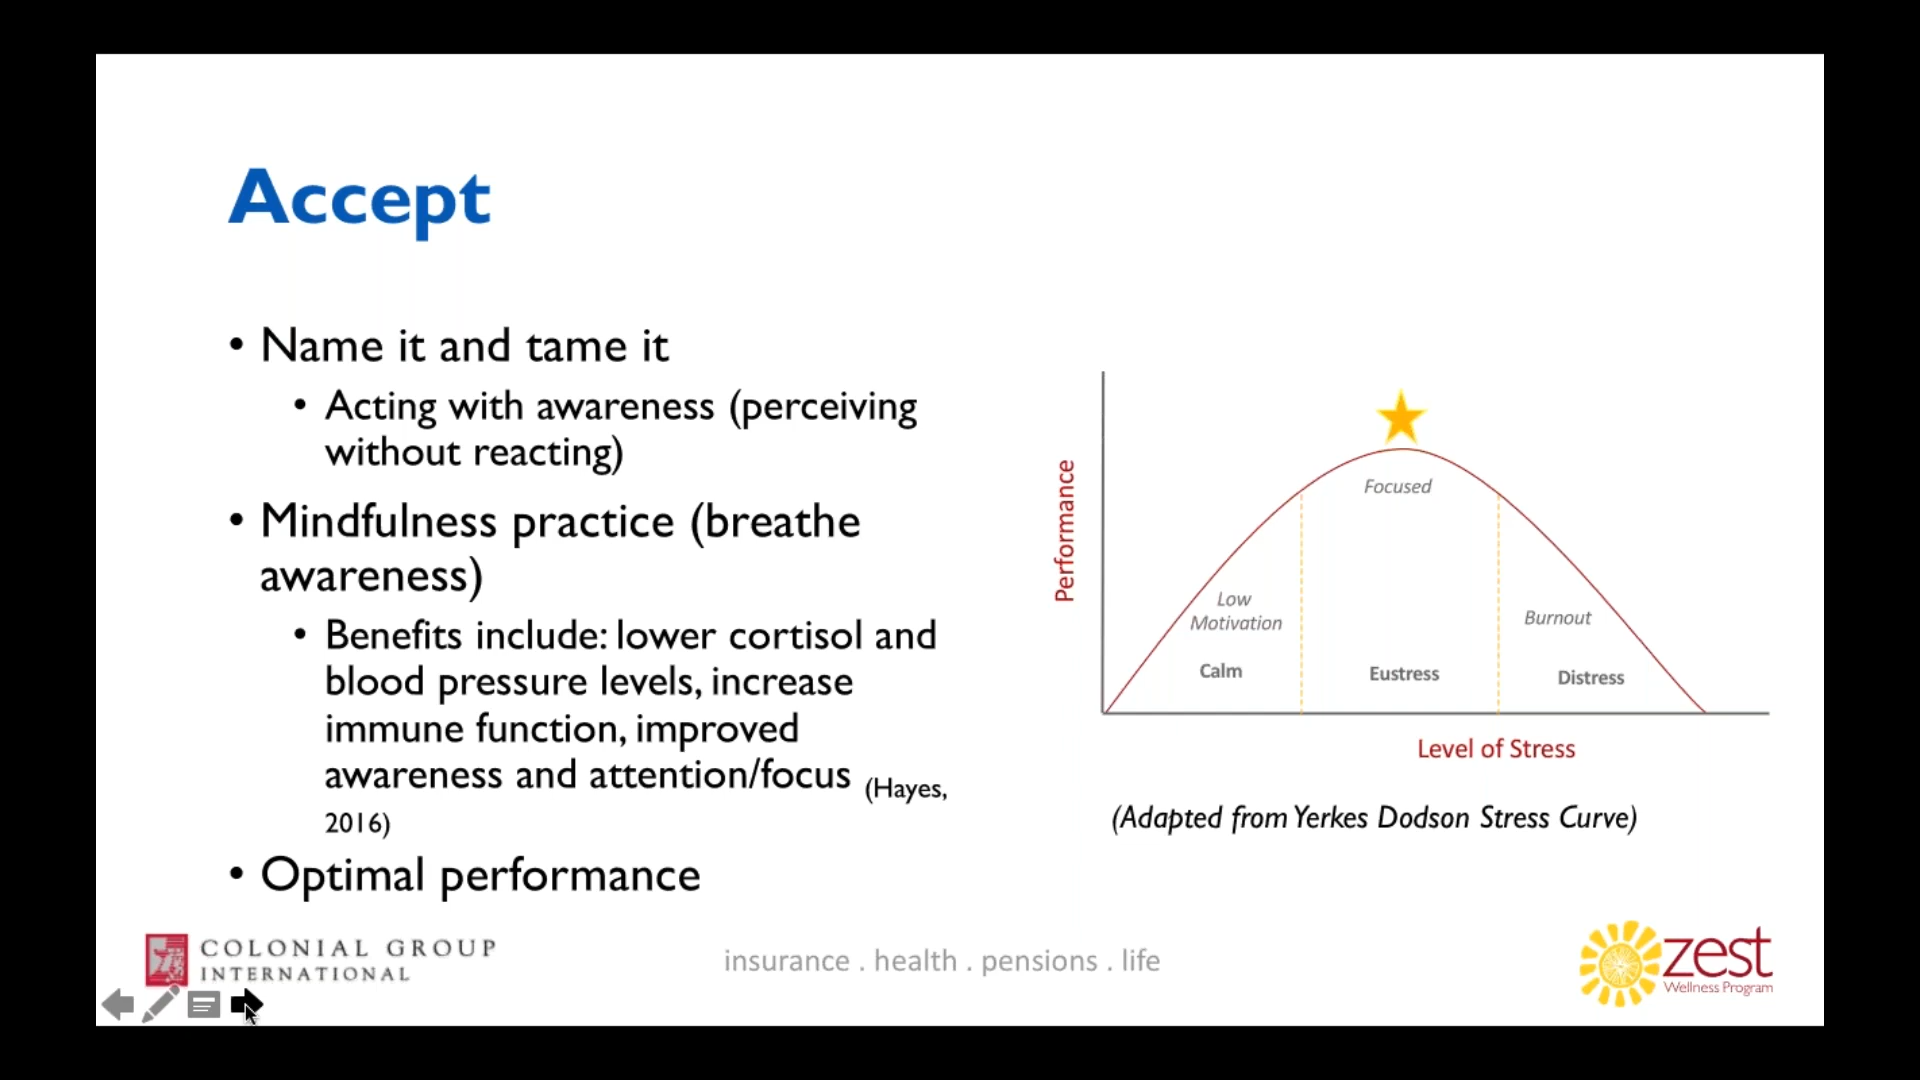 Accept
• Name it and tame it
• Acting with awareness (perceiving
without reacting)
• Mindfulness practice (breathe
awareness)
• Benefits include: lower cortisol and
blood pressure levels, increase
immune function, improved
awareness and attention/focus (Hayes,
2016)
• Optimal performance
Performance
Focused
Low
Motivation
Burnout
Calm
Eustress
Distress
Level of Stress
(Adapted from Yerkes Dodson Stress Curve)
COLONIAL GROUP
INTERNATIONAL
insurance . health . pensions . life
zest
Wellness Program